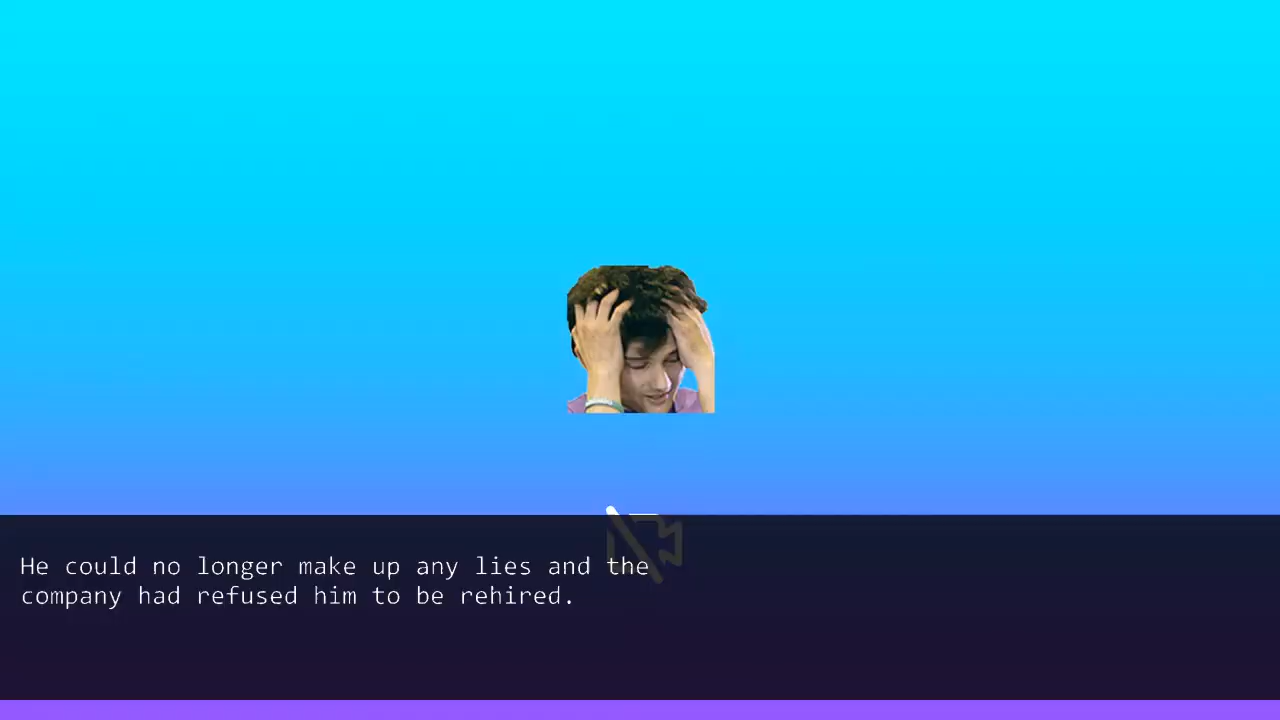 He could no longer make up any lies and the
company had refused him to be rehired.